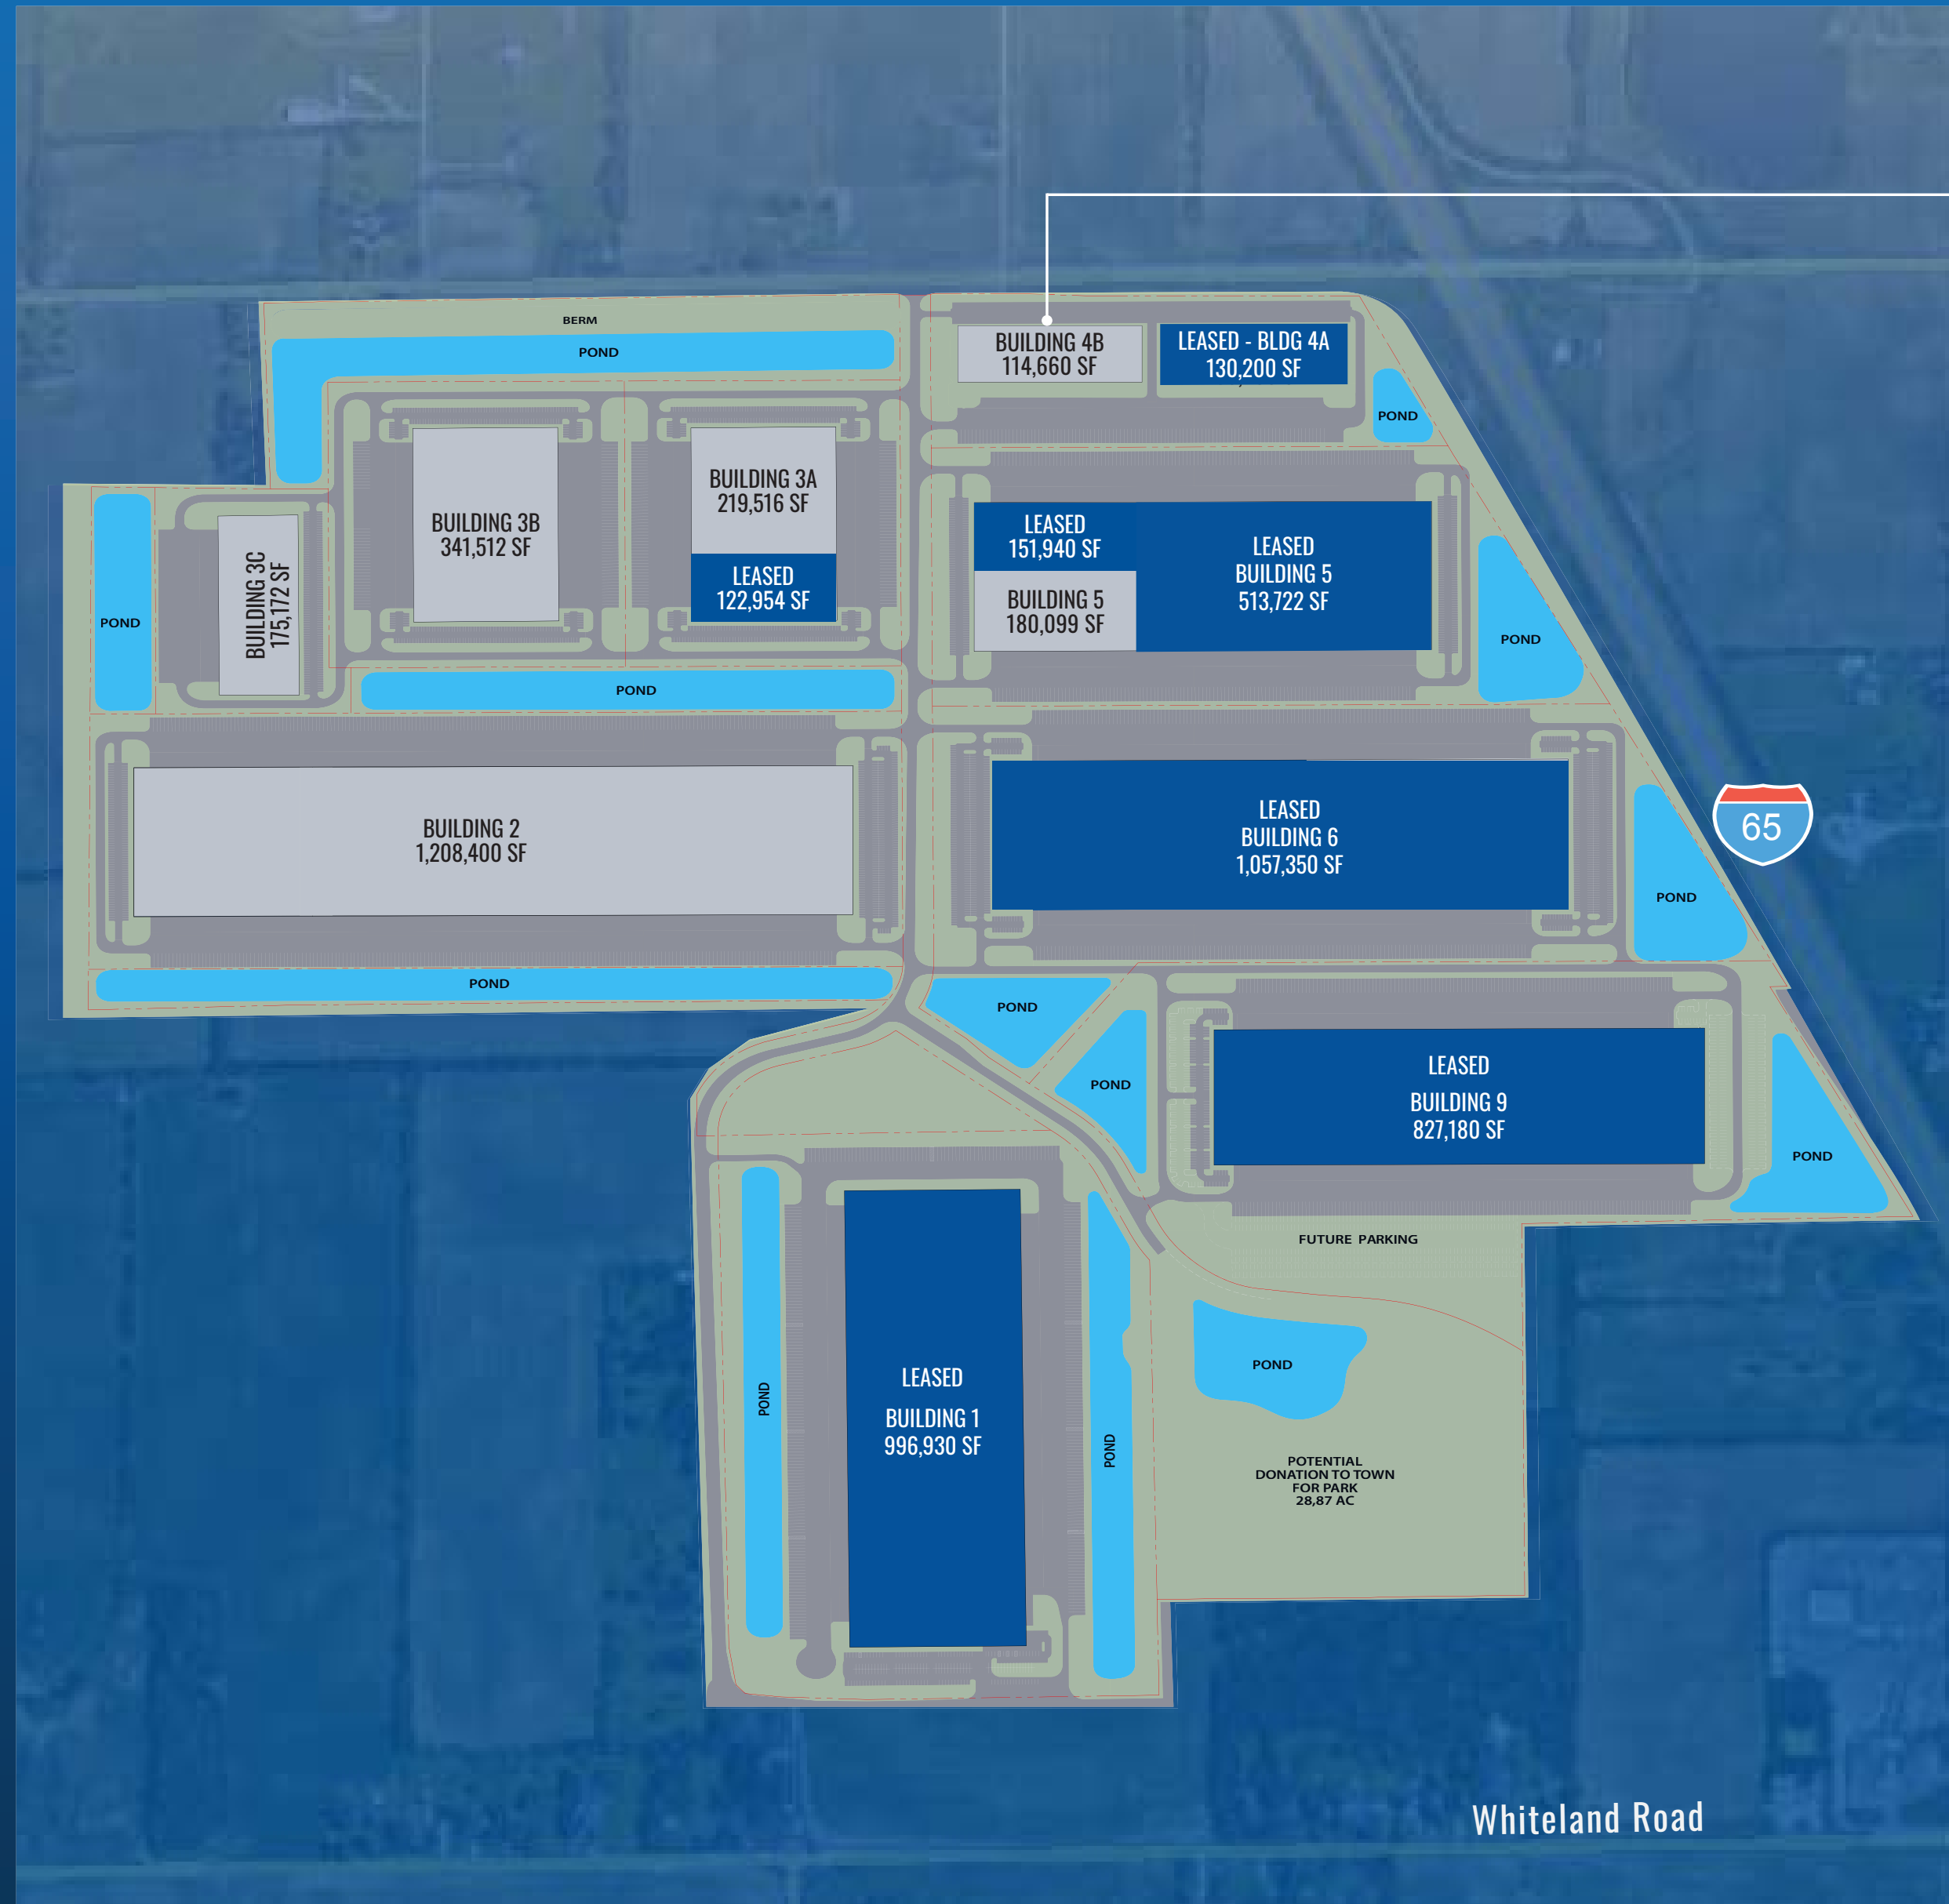 BERM
POND
BUILDING 4B
114,660 SF
LEASED - BLDG 4A
130,200 SF
POND
BUILDING 3A
219,516 SF
LEASED
122,954 SF
BUILDING 3B
341,512 SF
BUILDING 3C
175,172 SF
POND
LEASED
151,940 SF
BUILDING 5
180,099 SF
LEASED
BUILDING 5
513,722 SF
POND
POND
BUILDING 2
1,208,400 SF
LEASED
BUILDING 6
1,057,350 SF
65
POND
POND
POND
POND
LEASED
BUILDING 9
827,180 SF
POND
FUTURE PARKING
POND
LEASED
BUILDING 1
996,930 SF
POND
POND
POTENTIAL
DONATION TO TOWN
FOR PARK
28,87 AC
Whiteland Road